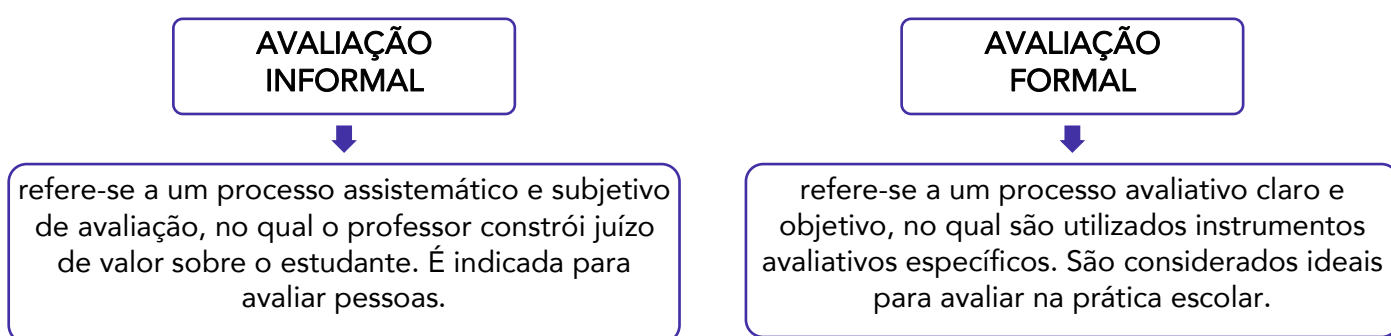 AVALIAÇÃO
INFORMAL
refere-se a um processo assistemático e subjetivo
de avaliação, no qual o professor constrói juízo
de valor sobre o estudante. É indicada para
avaliar pessoas.
AVALIAÇÃO
FORMAL
refere-se a um processo avaliativo claro e
objetivo, no qual são utilizados instrumentos
avaliativos específicos. São considerados ideais
para avaliar na prática escolar.